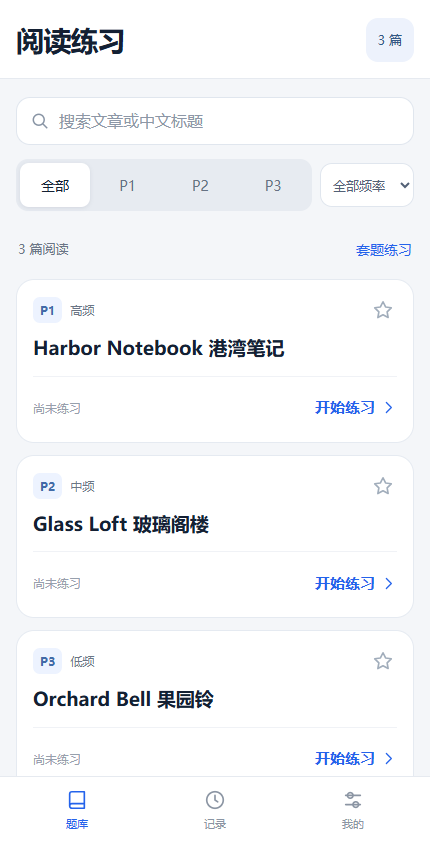 阅读练习
3 篇
搜索文章或中文标题
全部 P1 P2 P3 全部频率
3 篇阅读 套题练习
P1 高频
Harbor Notebook 港湾笔记
尚未练习 开始练习
P2 中频
Glass Loft 玻璃阁楼
尚未练习 开始练习
P3 低频
Orchard Bell 果园铃
尚未练习 开始练习
题库 记录 我的